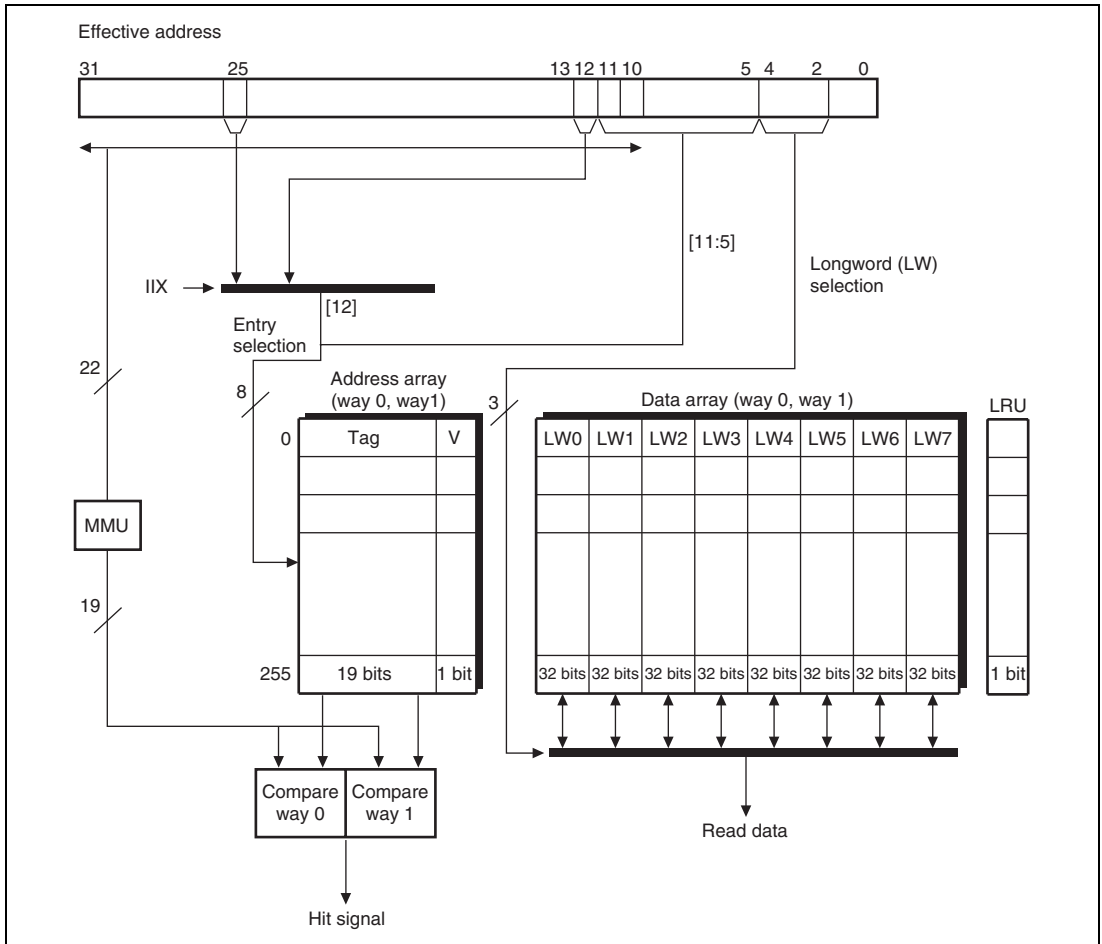 Effective address
31 25 13 12 11 10 5 4 2 0
[11:5]
Longword (LW)
selection
IIX
[12]
Entry
selection
22
8
Address array
(way 0, way1)
3
Data array (way 0, way 1)
LRU
0 Tag V
LW0 LW1 LW2 LW3 LW4 LW5 LW6 LW7
MMU
19
255 19 bits 1 bit
32 bits 32 bits 32 bits 32 bits 32 bits 32 bits 32 bits 32 bits
1 bit
Compare
way 0
Compare
way 1
Read data
Hit signal